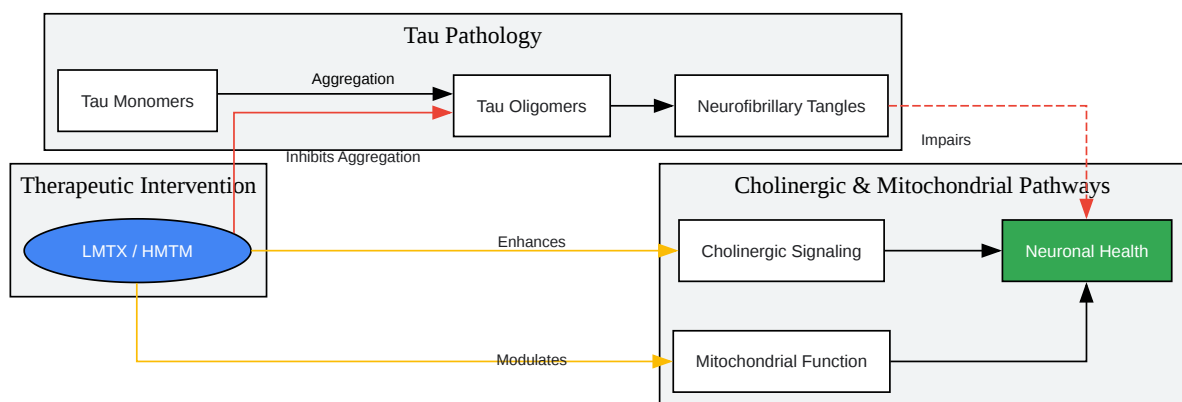 Tau Pathology
Tau Monomers
Aggregation
Tau Oligomers
Neurofibrillary Tangles
Inhibits Aggregation
Impairs
Therapeutic Intervention
LMTX / HMTM
Cholinergic & Mitochondrial Pathways
Enhances
Cholinergic Signaling
Neuronal Health
Modulates
Mitochondrial Function